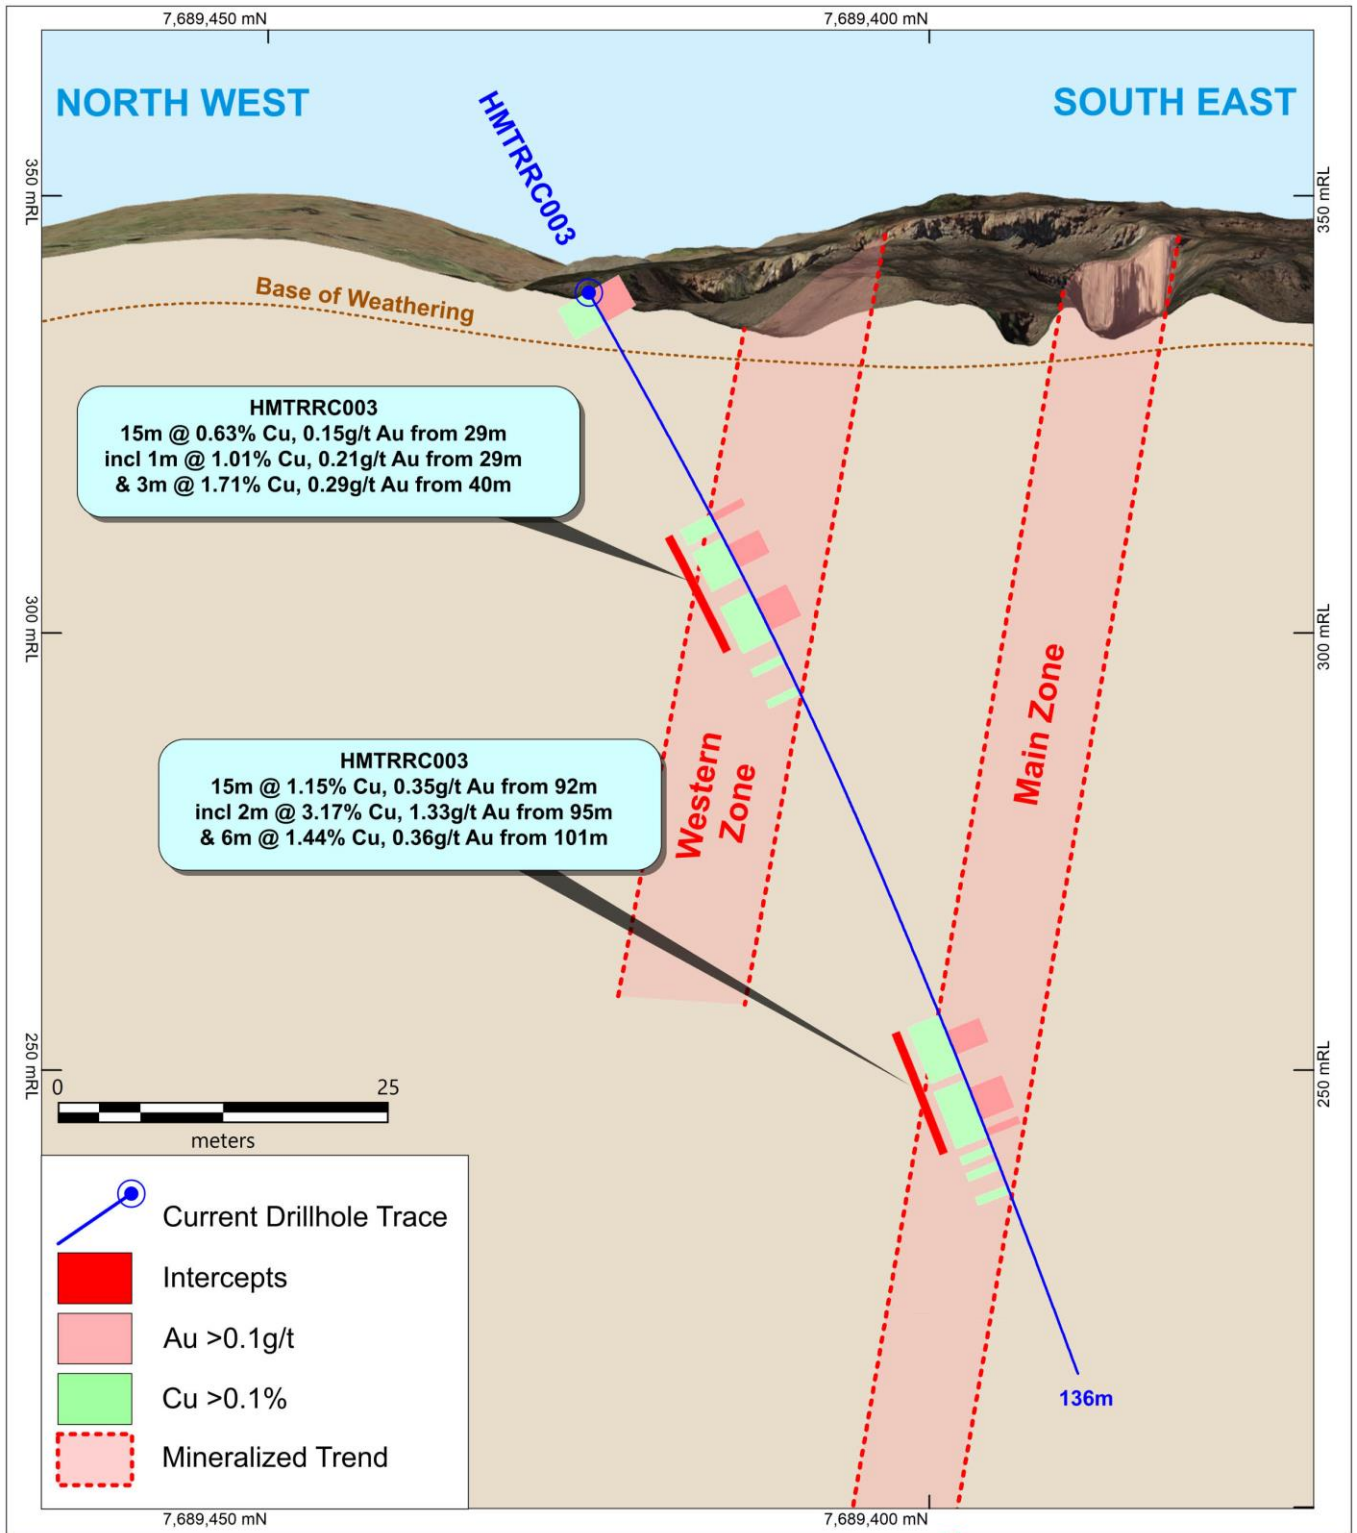 7,689,450 mN
7,689,400 mN
NORTH WEST
SOUTH EAST
HMTRRC003
350 mRL
350 mRL
Base of Weathering
HMTRRC003
15m @ 0.63% Cu, 0.15g/t Au from 29m
incl 1m @ 1.01% Cu, 0.21g/t Au from 29m
& 3m @ 1.71% Cu, 0.29g/t Au from 40m
300 mRL
300 mRL
Western
Zone
Main Zone
HMTRRC003
15m @ 1.15% Cu, 0.35g/t Au from 92m
incl 2m @ 3.17% Cu, 1.33g/t Au from 95m
& 6m @ 1.44% Cu, 0.36g/t Au from 101m
250 mRL
250 mRL
0
25
meters
Current Drillhole Trace
Intercepts
Au >0.1g/t
Cu >0.1%
Mineralized Trend
136m
7,689,450 mN
7,689,400 mN